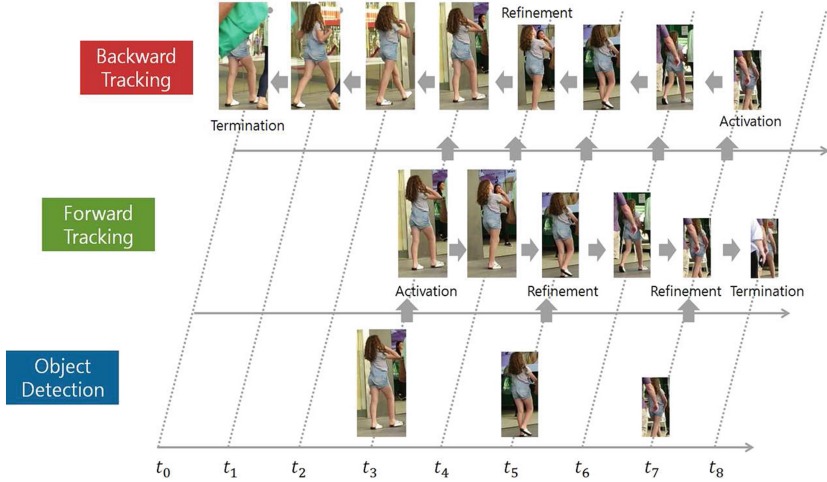 Refinement
Backward
Tracking
Termination
Activation
Forward
Tracking
Activation
Refinement
Refinement
Termination
Object
Detection
t₀ t₁ t₂ t₃ t₄ t₅ t₆ t₇ t₈